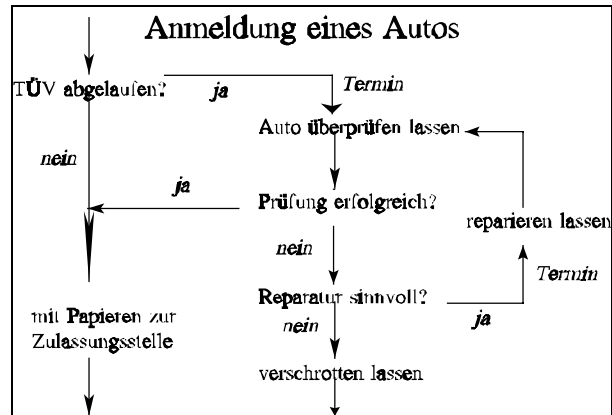 Anmeldung eines Autos
TÜV abgelaufen?
ja
Termin
Auto überprüfen lassen
nein
ja
Prüfung erfolgreich?
reparieren lassen
nein
Termin
Reparatur sinnvoll?
ja
mit Papieren zur
Zulassungsstelle
nein
verschrotten lassen